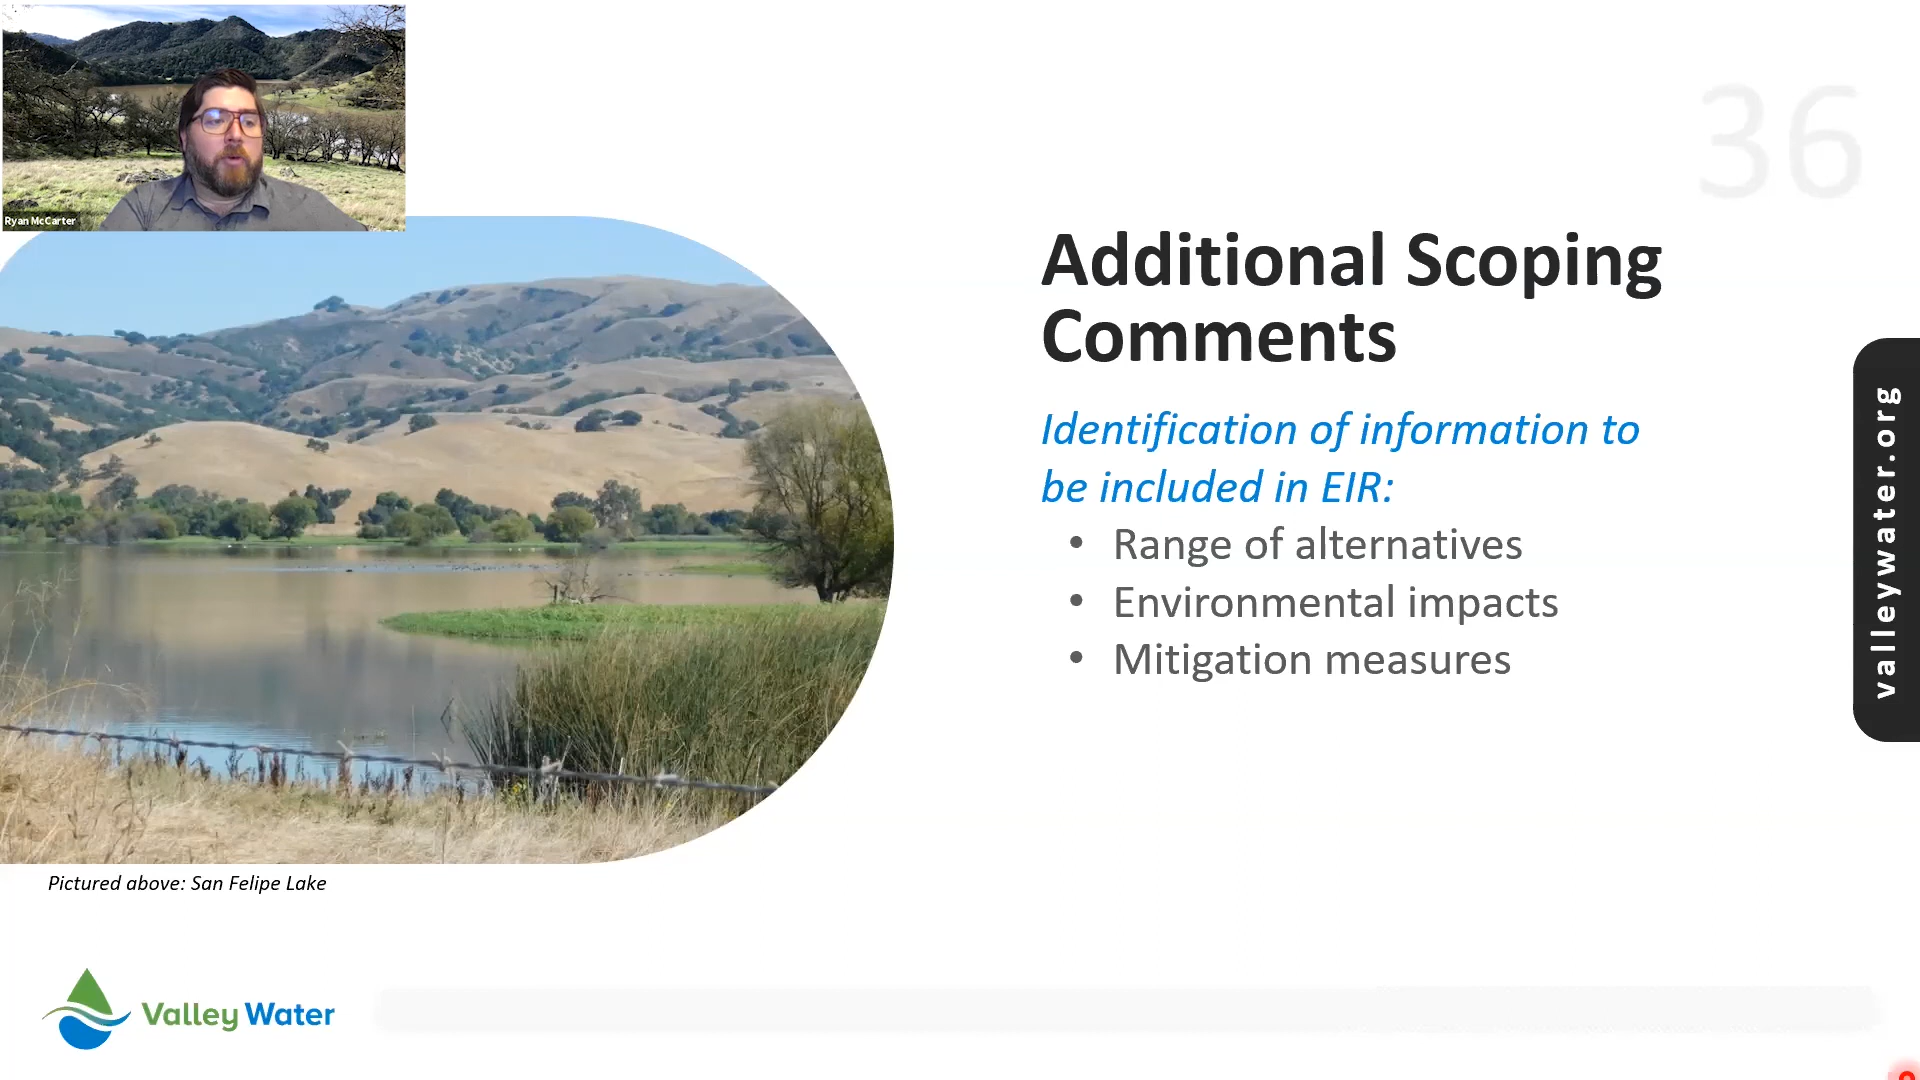 Ryan McCarter
36
Additional Scoping
Comments
Identification of information to
be included in EIR:
• Range of alternatives
• Environmental impacts
• Mitigation measures
valleywater.org
Pictured above: San Felipe Lake
Valley Water